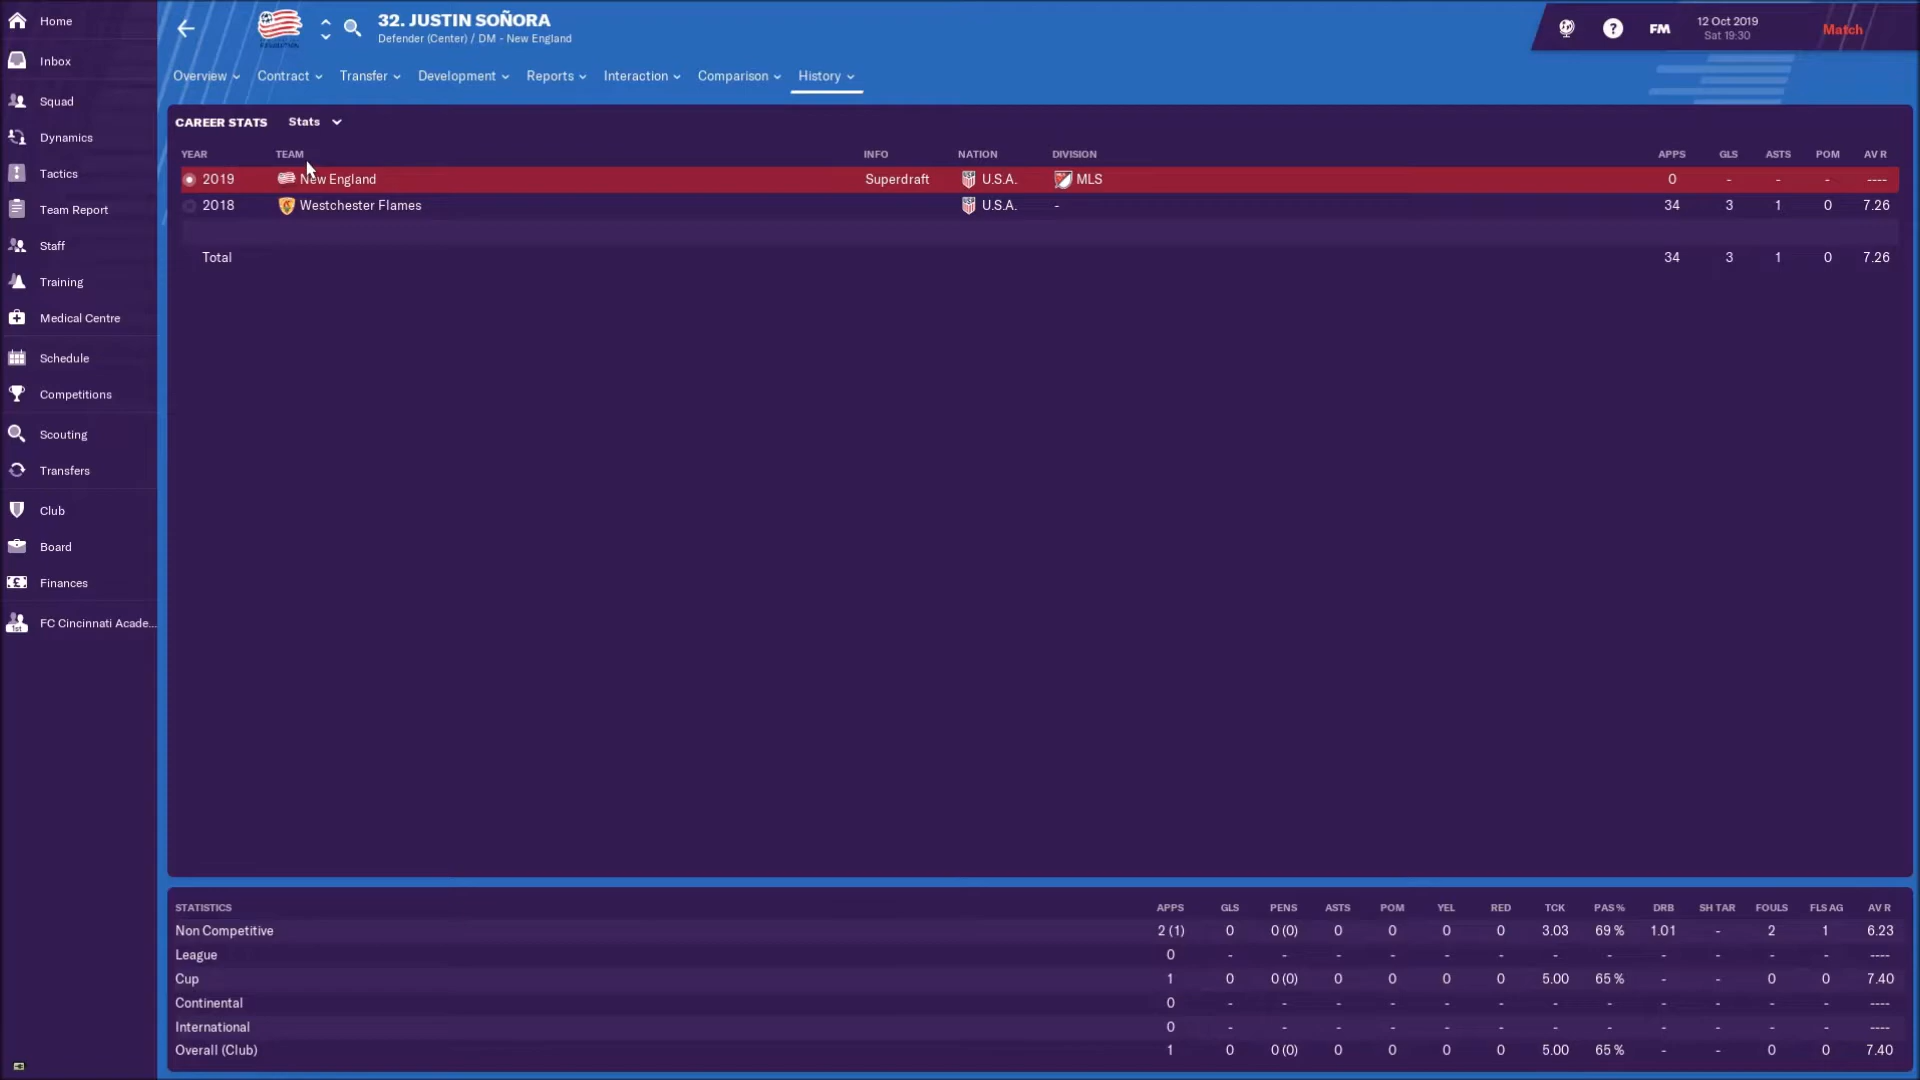 Home
Inbox
Squad
Dynamics
Tactics
Team Report
Staff
Training
Medical Centre
Schedule
Competitions
Scouting
Transfers
Club
Board
Finances
FC Cincinnati Acade...
32. JUSTIN SOÑORA
Defender (Center) / DM - New England
FM
12 Oct 2019
Sat 19:30
Match
Overview Contract Transfer Development Reports Interaction Comparison History
CAREER STATS Stats
YEAR TEAM INFO NATION DIVISION APPS GLS ASTS POM AV R
2019 New England Superdraft U.S.A. MLS 0 - - - ----
2018 Westchester Flames U.S.A. - 34 3 1 0 7.26
Total 34 3 1 0 7.26
STATISTICS APPS GLS PENS ASTS POM YEL RED TCK PAS % DRB SH TAR FOULS FLS AG AV R
Non Competitive 2 (1) 0 0 (0) 0 0 0 0 3.03 69 % 1.01 - 2 1 6.23
League 0 - - - - - - - - - - - - ----
Cup 1 0 0 (0) 0 0 0 0 5.00 65 % - - 0 0 7.40
Continental 0 - - - - - - - - - - - - ----
International 0 - - - - - - - - - - - - ----
Overall (Club) 1 0 0 (0) 0 0 0 0 5.00 65 % - - 0 0 7.40